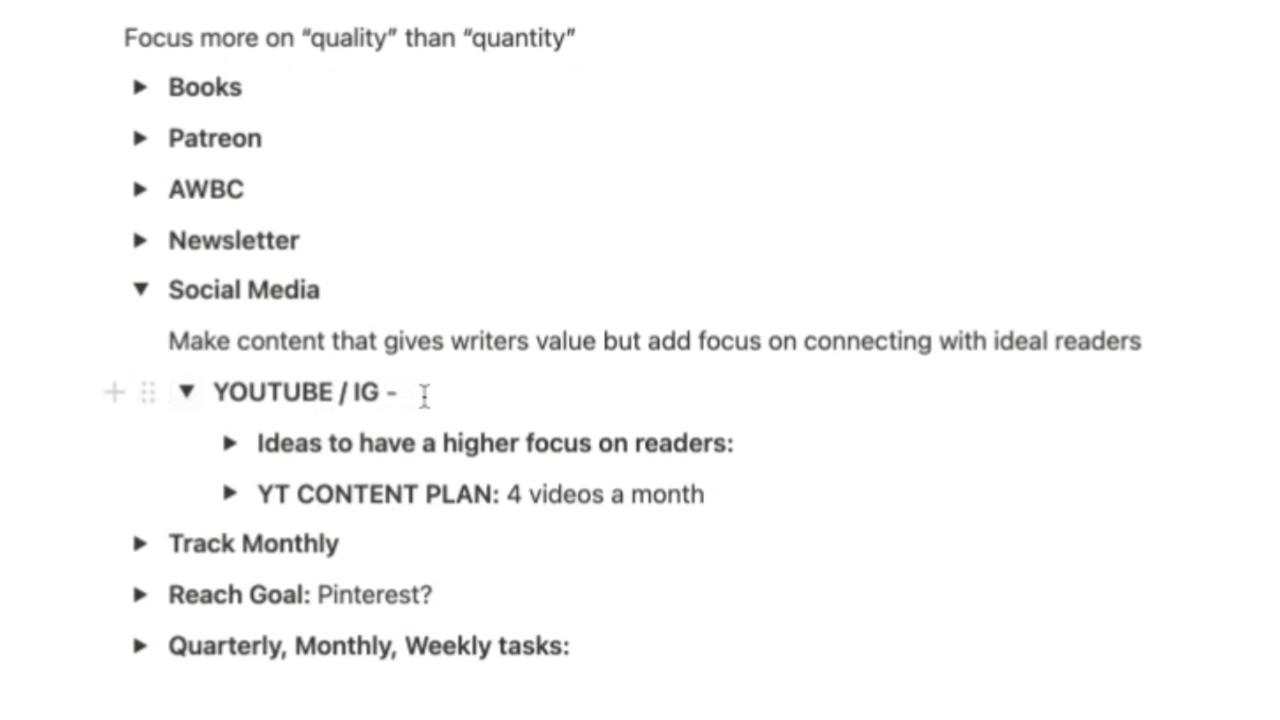 Focus more on “quality” than “quantity”
Books
Patreon
AWBC
Newsletter
Social Media
Make content that gives writers value but add focus on connecting with ideal readers
YOUTUBE / IG -
Ideas to have a higher focus on readers:
YT CONTENT PLAN: 4 videos a month
Track Monthly
Reach Goal: Pinterest?
Quarterly, Monthly, Weekly tasks: